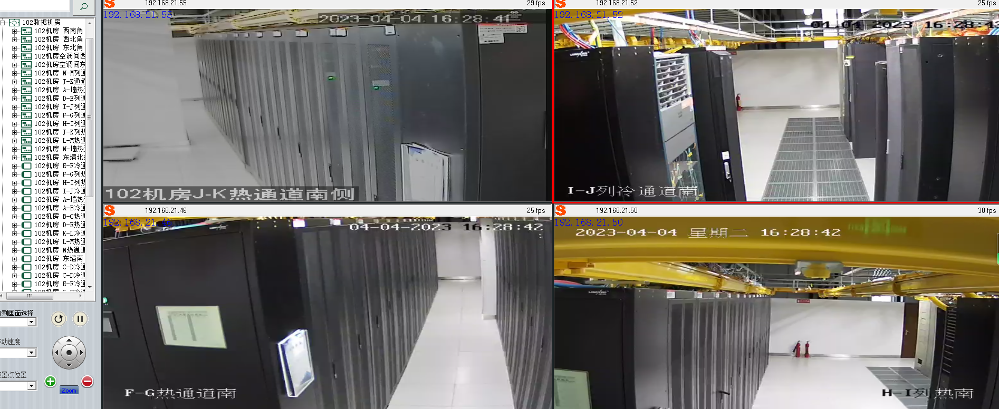 102数据机房
102机房 西南角
102机房 西北角
102机房 东北角
102机房空调间西
102机房空调间东
102机房 N-M列通
102机房 J-K通道
102机房 A-墙热
102机房 D-E列通
102机房 I-J列通
102机房 F-G列通
102机房 H-I列通
102机房 J-K列热
102机房 L-M热通
102机房 N-墙热
102机房 东墙北
102机房 E-F冷通
102机房 F-G列热
102机房 H-I列热
102机房 I-J冷通
102机房 A-墙热
102机房 A-B冷通
102机房 B-C热通
102机房 D-E热通
102机房 K-L冷通
102机房 L-M热通
102机房 N热通道
102机房 东墙南
102机房 C-D冷通
102机房 C-D冷通
102机房 E-F冷通
分割画面选择
移动速度
预置点位置
Zoom
192.168.21.55
29 fps
192.168.21.55
2023-04-04 16:28:41
102机房J-K热通道南侧
192.168.21.52
25 fps
192.168.21.52
04-04-2023 16:28:42
I-J列冷通道南
192.168.21.46
25 fps
192.168.21.46
04-04-2023 16:28:42
F-G热通道南
192.168.21.50
30 fps
192.168.21.50
2023-04-04 星期二 16:28:42
H-I列 热南